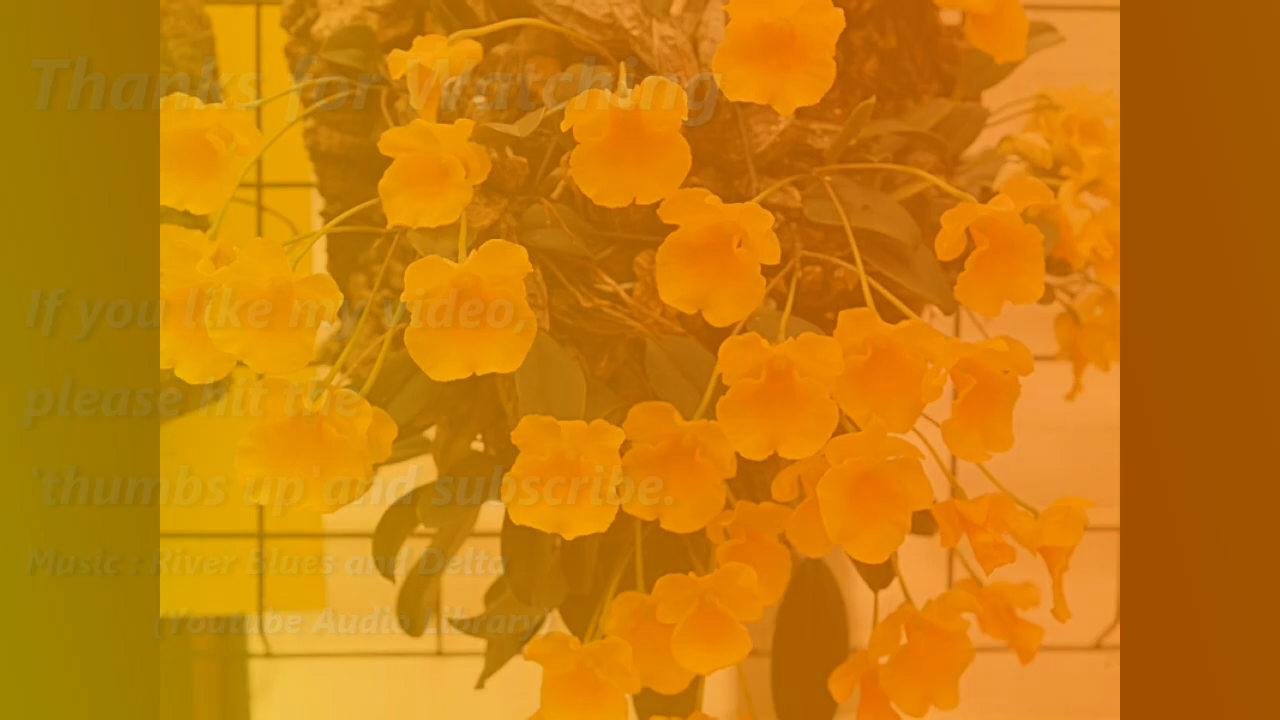 Thanks for Watching
If you like my video,
please hit the
'thumbs up'and subscribe.
Music : River Blues and Delta
(Youtube Audio Library)